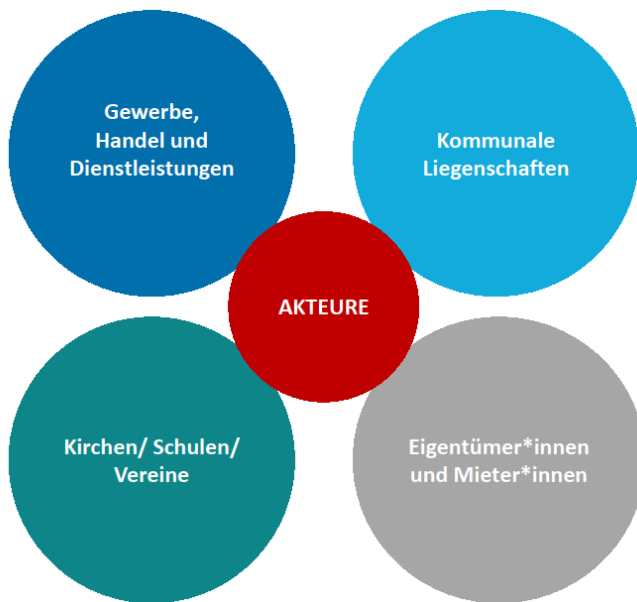 Gewerbe,
Handel und
Dienstleistungen
Kommunale
Liegenschaften
AKTEURE
Kirchen/ Schulen/
Vereine
Eigentümer*innen
und Mieter*innen